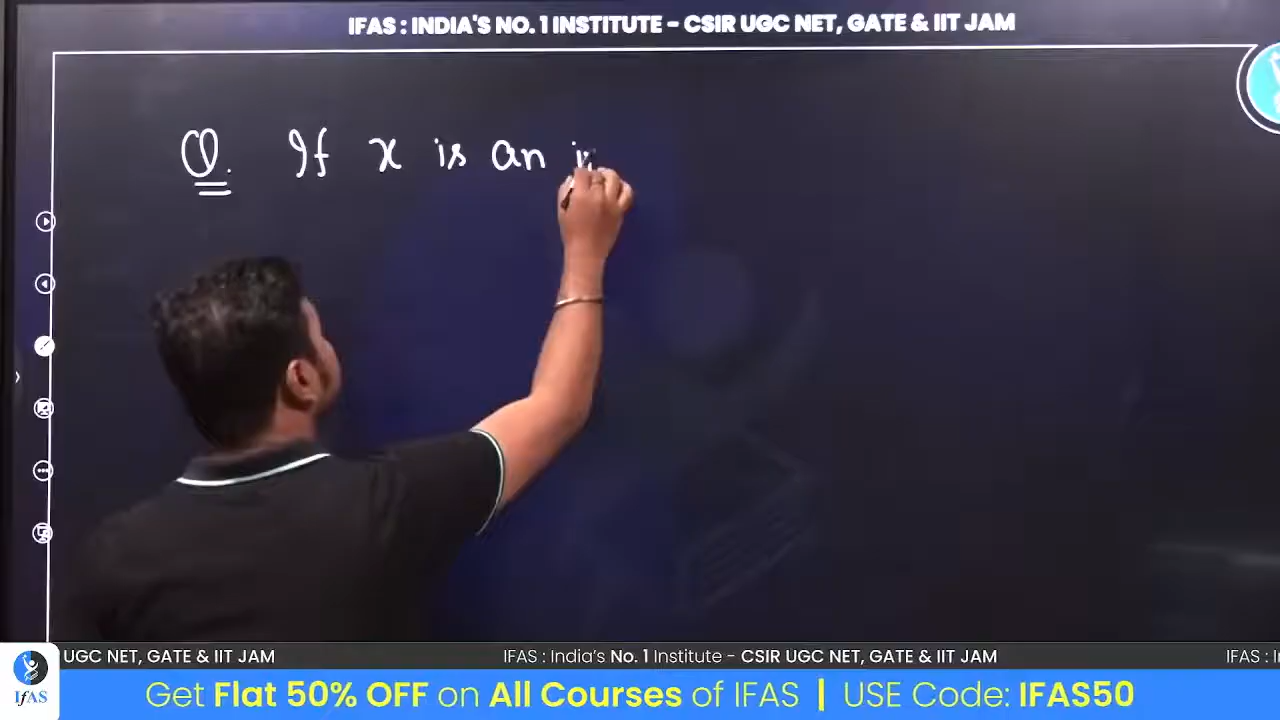 IFAS : INDIA'S NO. 1 INSTITUTE - CSIR UGC NET, GATE & IIT JAM
Q. If x is an
UGC NET, GATE & IIT JAM IFAS : India's No. 1 Institute - CSIR UGC NET, GATE & IIT JAM IFAS : I
IFAS Get Flat 50% OFF on All Courses of IFAS | USE Code: IFAS50